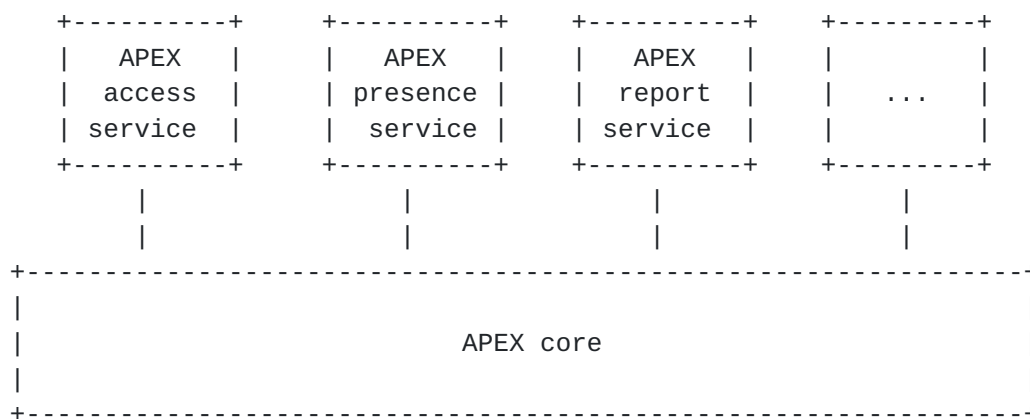 +----------+ +----------+ +----------+ +---------+
| APEX | | APEX | | APEX | | |
| access | | presence | | report | | ... |
| service | | service | | service | | |
+----------+ +----------+ +----------+ +---------+
| | | |
| | | |
+----------------------------------------------------------------+
|
| APEX core
|
+----------------------------------------------------------------+